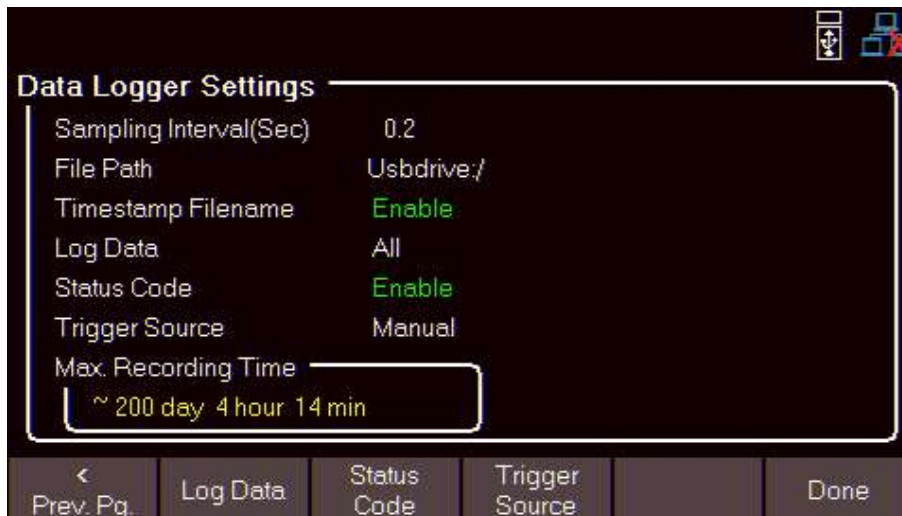 Data Logger Settings
Sampling Interval(Sec) 0.2
File Path Usbdrive:/
Timestamp Filename Enable
Log Data All
Status Code Enable
Trigger Source Manual
Max. Recording Time
~ 200 day 4 hour 14 min
< Prev. Pg. Log Data Status Code Trigger Source Done